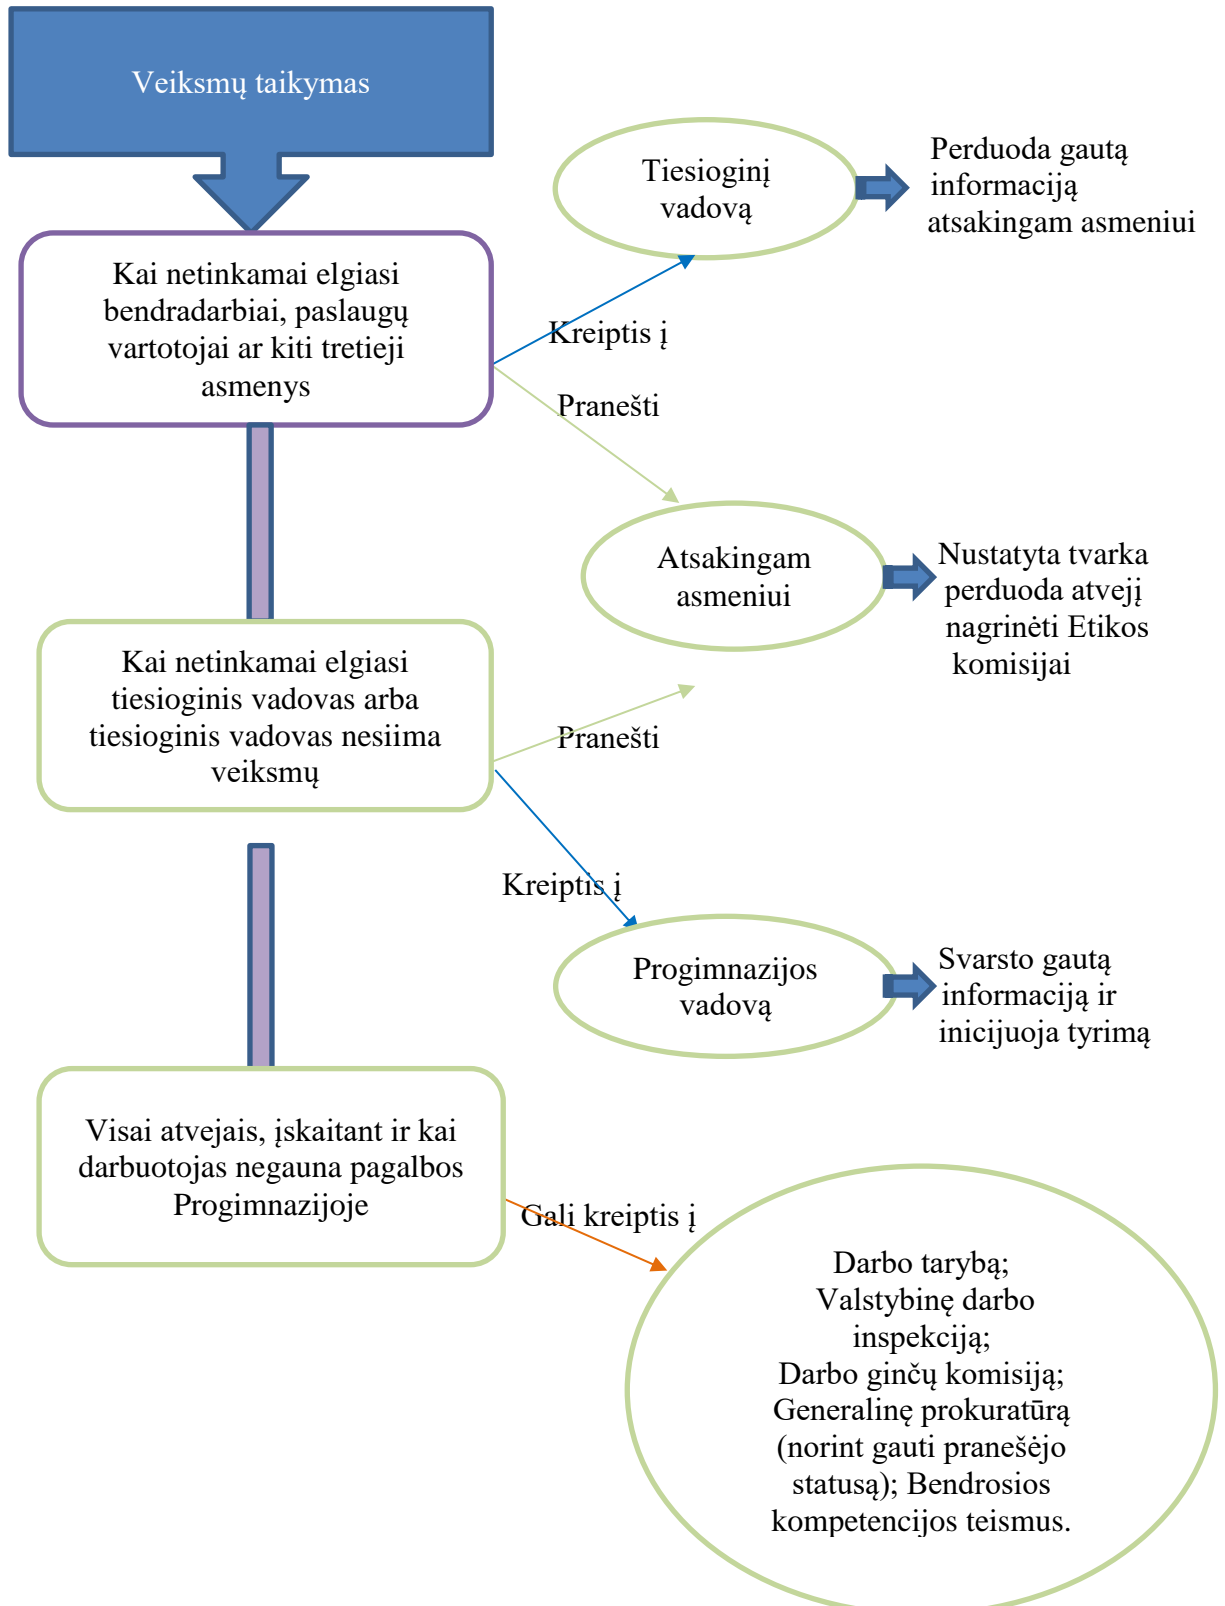 Veiksmų taikymas
Tiesioginį
vadovą
Perduoda gautą
informaciją
atsakingam asmeniui
Kai netinkamai elgiasi
bendradarbiai, paslaugų
vartotojai ar kiti tretieji
asmenys
Kreiptis į
Pranešti
Atsakingam
asmeniui
Nustatyta tvarka
perduoda atvejį
nagrinėti Etikos
komisijai
Kai netinkamai elgiasi
tiesioginis vadovas arba
tiesioginis vadovas nesiima
veiksmų
Pranešti
Kreiptis į
Progimnazijos
vadovą
Svarsto gautą
informaciją ir
inicijuoja tyrimą
Visai atvejais, įskaitant ir kai
darbuotojas negauna pagalbos
Progimnazijoje
Gali kreiptis į
Darbo tarybą;
Valstybinę darbo
inspekciją;
Darbo ginčų komisiją;
Generalinę prokuratūrą
(norint gauti pranešėjo
statusą); Bendrosios
kompetencijos teismus.